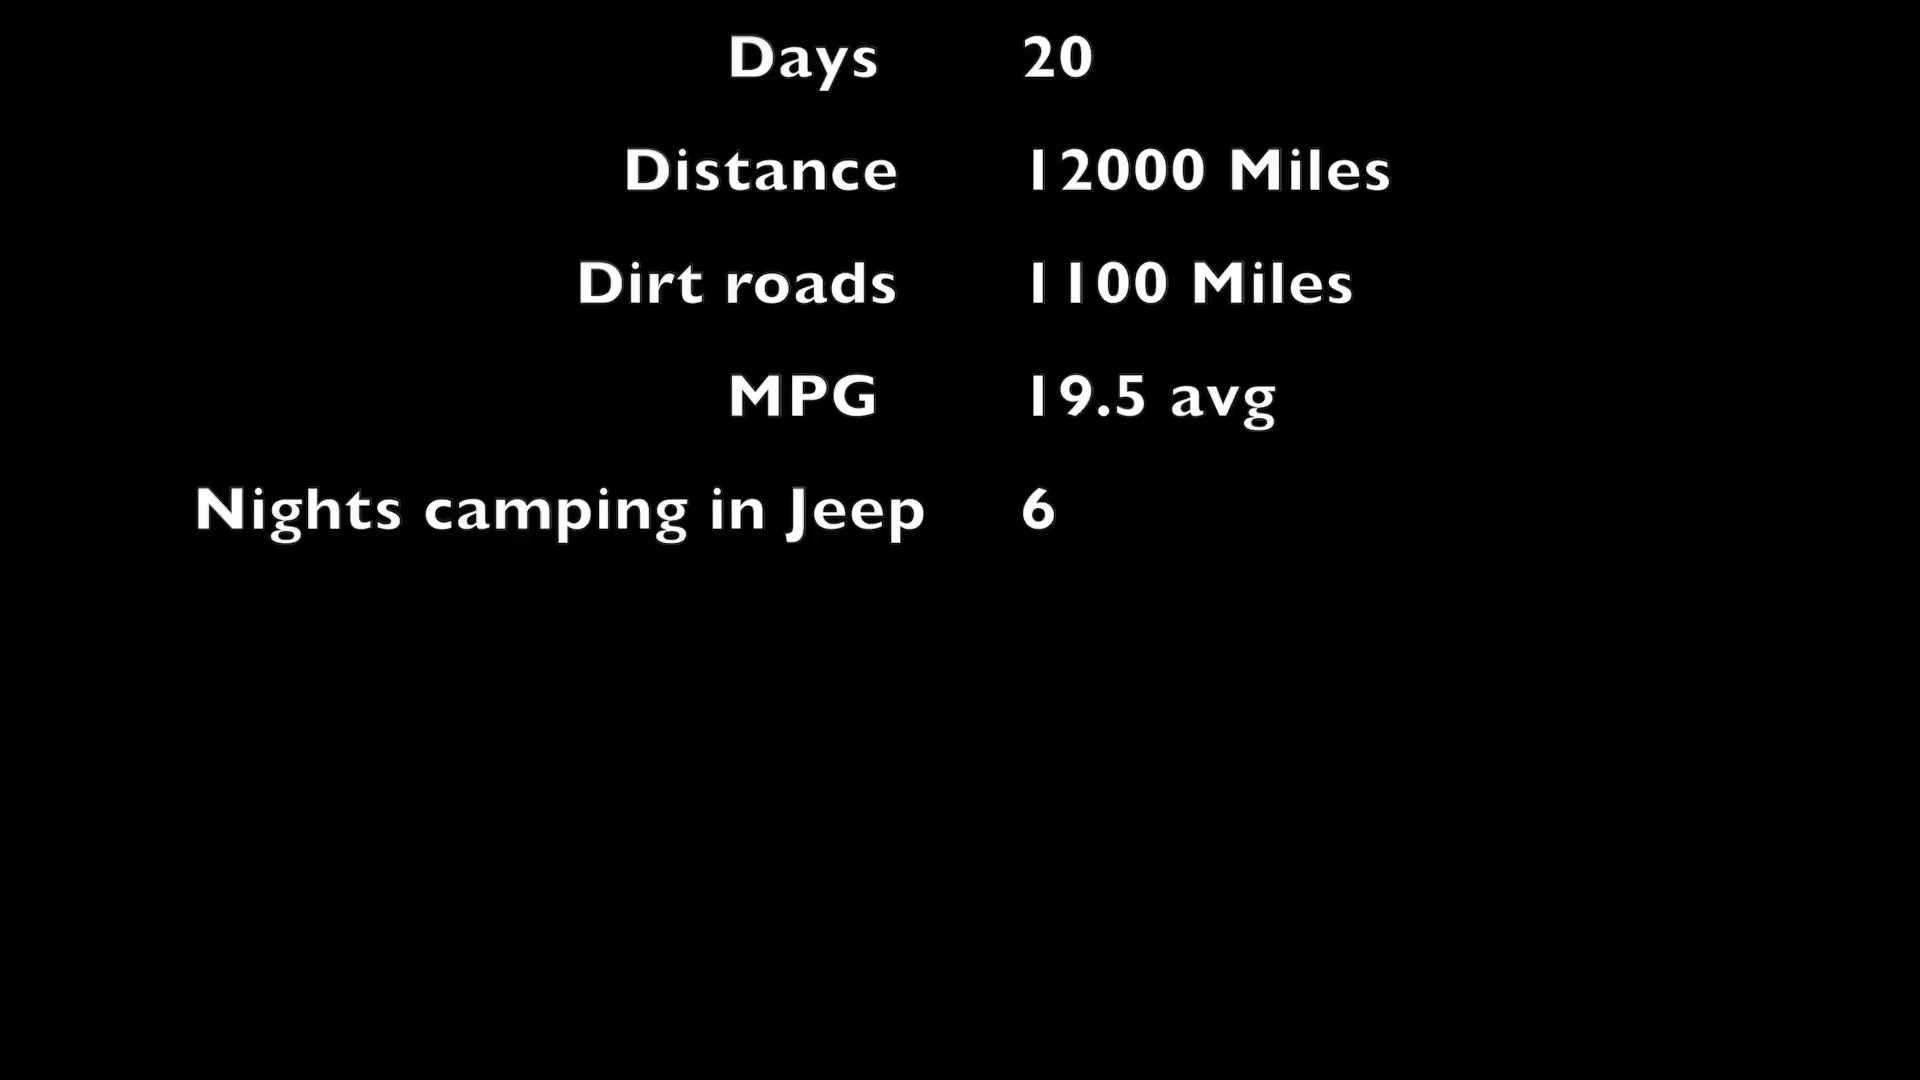 Days 20
Distance 12000 Miles
Dirt roads 1100 Miles
MPG 19.5 avg
Nights camping in Jeep 6